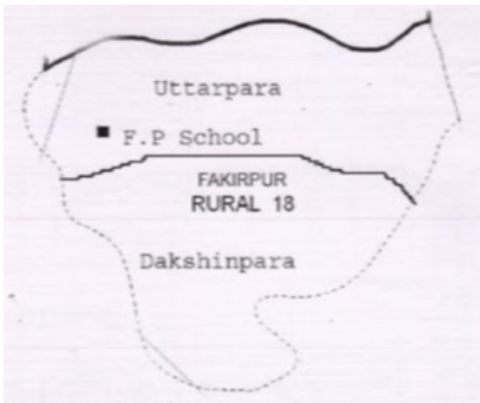 Uttarpara
F.P School
FAKIRPUR
RURAL 18
Dakshinpara